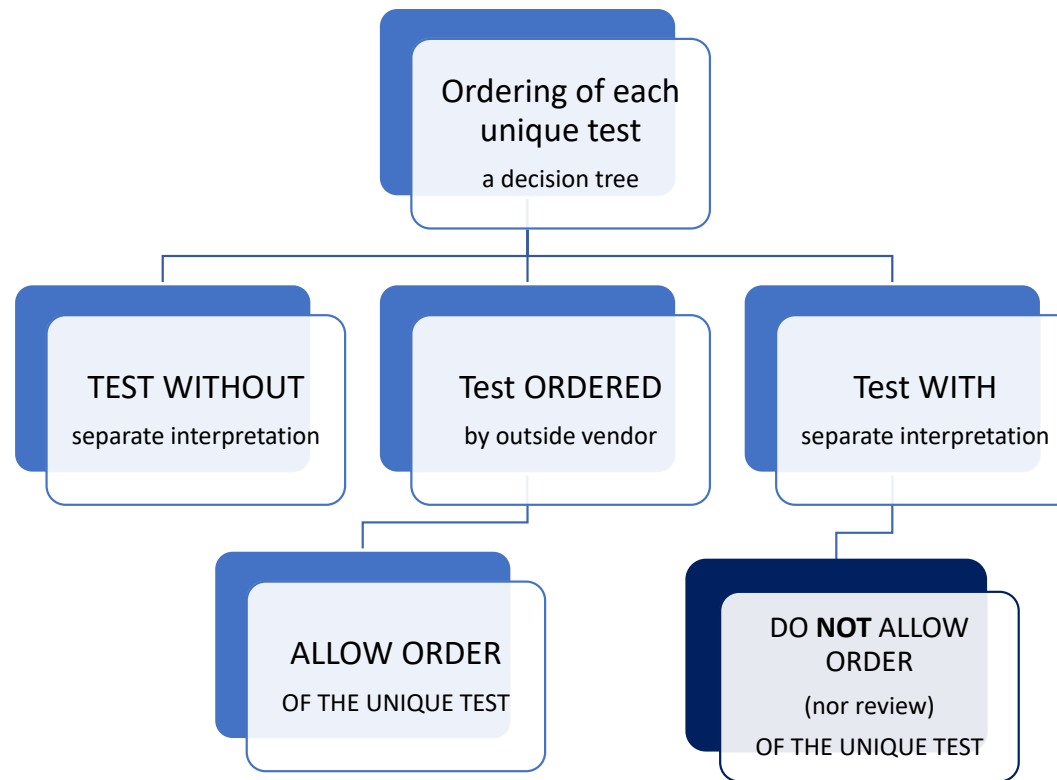 Ordering of each
unique test
a decision tree
TEST WITHOUT
separate interpretation
Test ORDERED
by outside vendor
Test WITH
separate interpretation
ALLOW ORDER
OF THE UNIQUE TEST
DO NOT ALLOW
ORDER
(nor review)
OF THE UNIQUE TEST